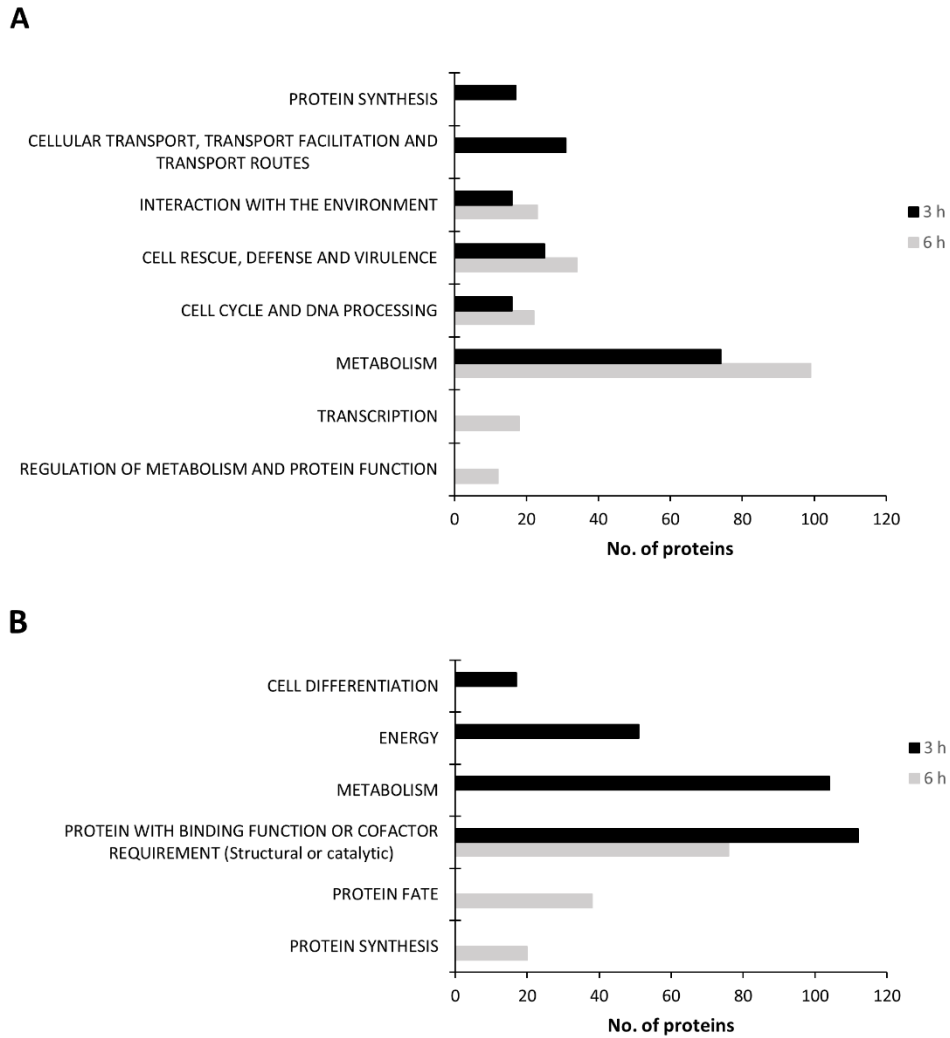 A
PROTEIN SYNTHESIS
CELLULAR TRANSPORT, TRANSPORT FACILITATION AND
TRANSPORT ROUTES
INTERACTION WITH THE ENVIRONMENT
CELL RESCUE, DEFENSE AND VIRULENCE
CELL CYCLE AND DNA PROCESSING
METABOLISM
TRANSCRIPTION
REGULATION OF METABOLISM AND PROTEIN FUNCTION
3 h
6 h
0 20 40 60 80 100 120
No. of proteins
B
CELL DIFFERENTIATION
ENERGY
METABOLISM
PROTEIN WITH BINDING FUNCTION OR COFACTOR
REQUIREMENT (Structural or catalytic)
PROTEIN FATE
PROTEIN SYNTHESIS
3 h
6 h
0 20 40 60 80 100 120
No. of proteins